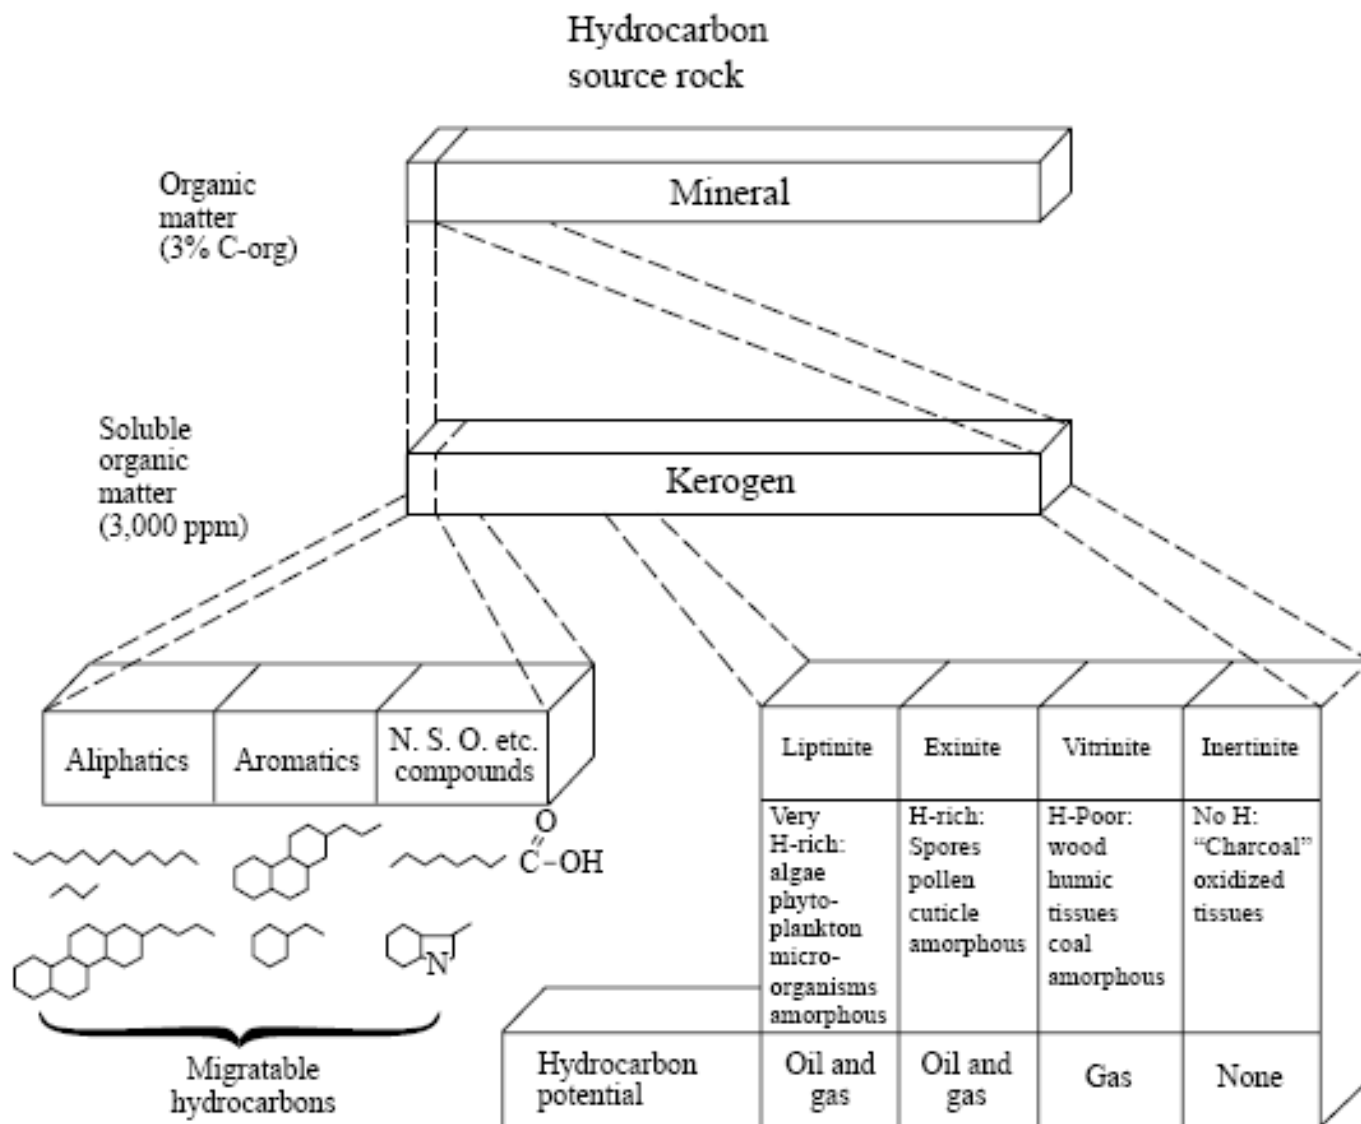 Hydrocarbon
source rock
Organic
matter
(3% C-org)
Mineral
Soluble
organic
matter
(3,000 ppm)
Kerogen
Aliphatics
Aromatics
N. S. O. etc.
compounds
O
C–OH
N
Migratable
hydrocarbons
Liptinite
Exinite
Vitrinite
Inertinite
Very
H-rich:
algae
phyto-
plankton
micro-
organisms
amorphous
H-rich:
Spores
pollen
cuticle
amorphous
H-Poor:
wood
humic
tissues
coal
amorphous
No H:
“Charcoal”
oxidized
tissues
Hydrocarbon
potential
Oil and
gas
Oil and
gas
Gas
None